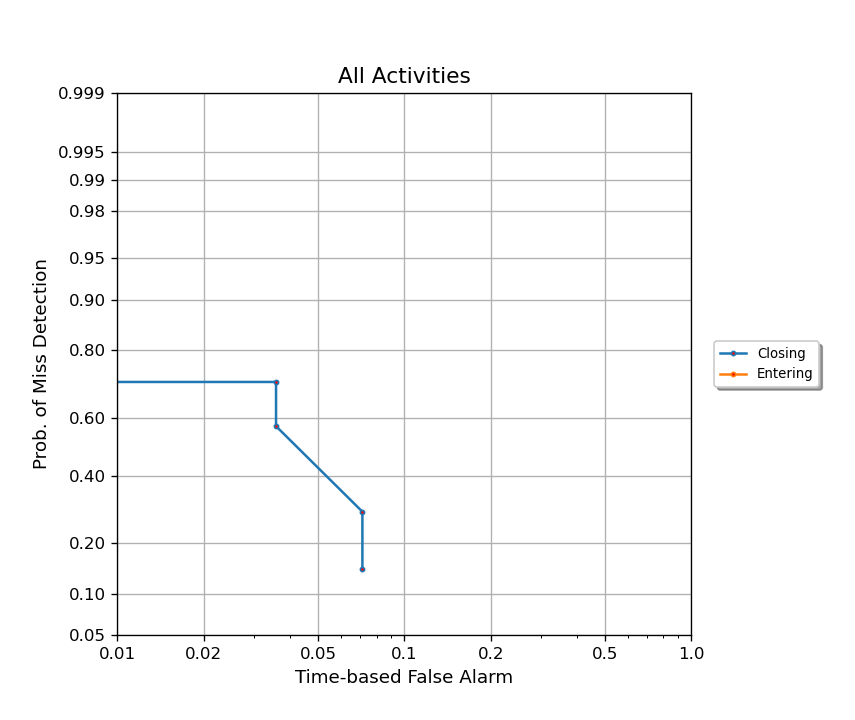 All Activities
0.999
0.995
0.99
0.98
0.95
0.90
0.80
0.60
0.40
0.20
0.10
0.05
Prob. of Miss Detection
0.01 0.02 0.05 0.1 0.2 0.5 1.0
Time-based False Alarm
Closing
Entering